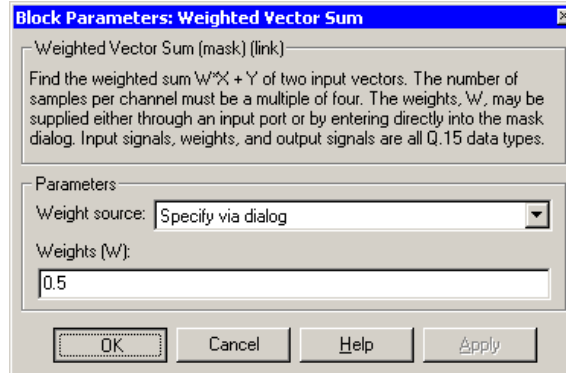 Block Parameters: Weighted Vector Sum
Weighted Vector Sum (mask) (link)
Find the weighted sum W*X + Y of two input vectors. The number of
samples per channel must be a multiple of four. The weights, W, may be
supplied either through an input port or by entering directly into the mask
dialog. Input signals, weights, and output signals are all Q.15 data types.
Parameters
Weight source: Specify via dialog
Weights (W):
0.5
OK Cancel Help Apply